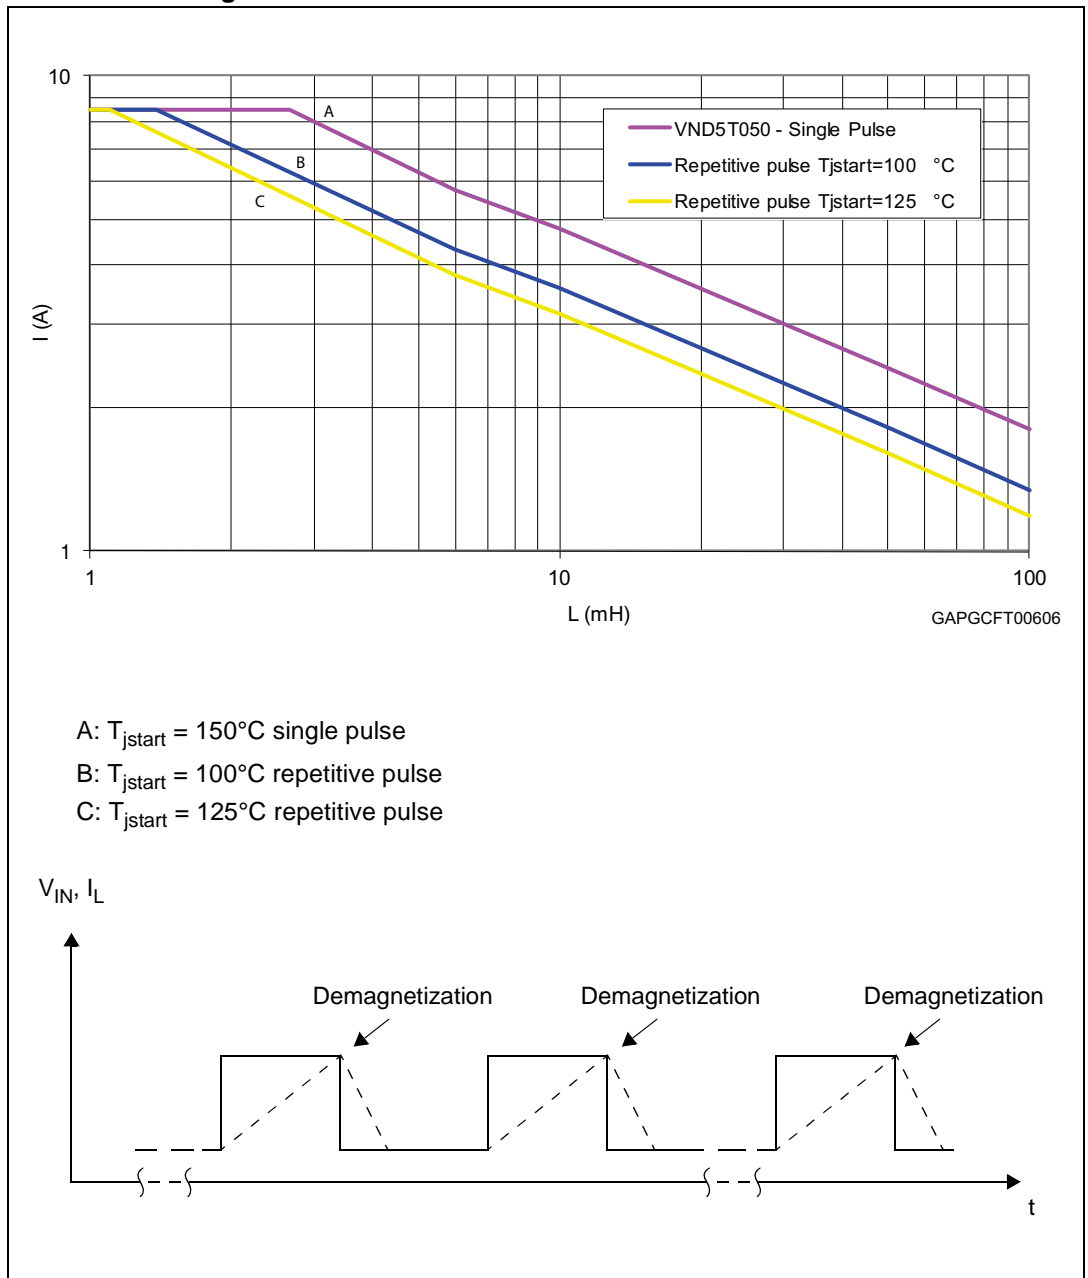 10
A
B
C
VND5T050 - Single Pulse
Repetitive pulse Tjstart=100 °C
Repetitive pulse Tjstart=125 °C
I (A)
1
1
10
100
L (mH)
GAPGCFT00606
A: Tjstart = 150°C single pulse
B: Tjstart = 100°C repetitive pulse
C: Tjstart = 125°C repetitive pulse
VIN, IL
Demagnetization
Demagnetization
Demagnetization
t